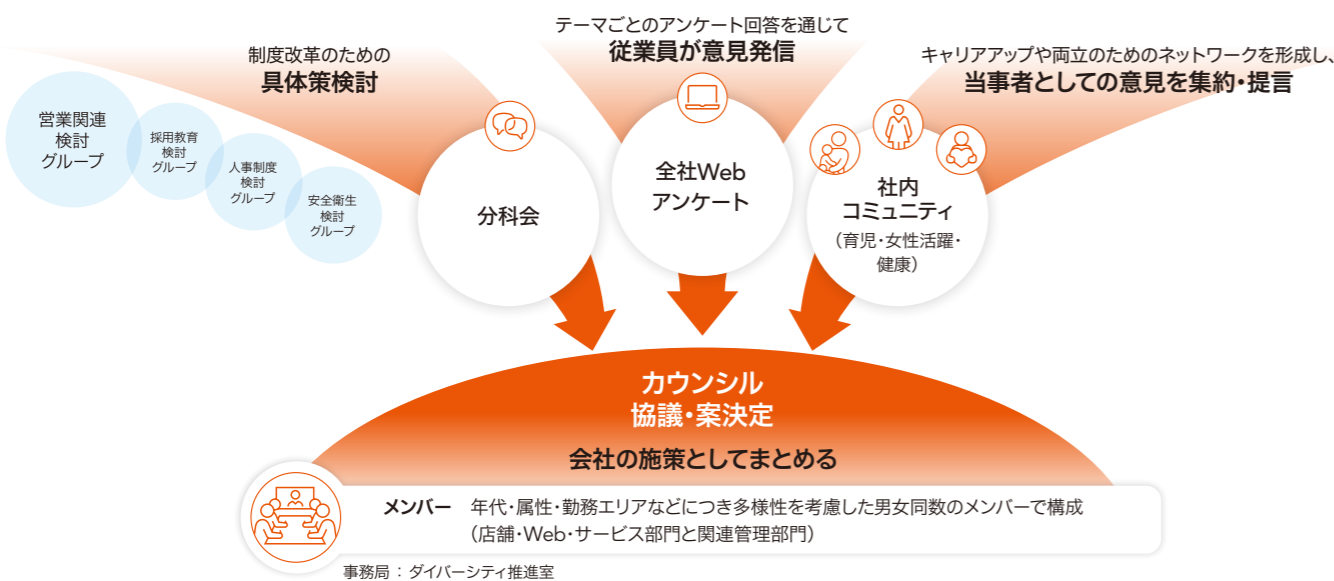 制度改革のための
具体策検討
営業関連
検討
グループ
採用教育
検討
グループ
人事制度
検討
グループ
安全衛生
検討
グループ
分科会
テーマごとのアンケート回答を通じて
従業員が意見発信
全社Web
アンケート
キャリアアップや両立のためのネットワークを形成し、
当事者としての意見を集約・提言
社内
コミュニティ
（育児・女性活躍・
健康）
カウンシル
協議・案決定
会社の施策としてまとめる
メンバー 年代・属性・勤務エリアなどにつき多様性を考慮した男女同数のメンバーで構成
（店舗・Web・サービス部門と関連管理部門）
事務局：ダイバーシティ推進室